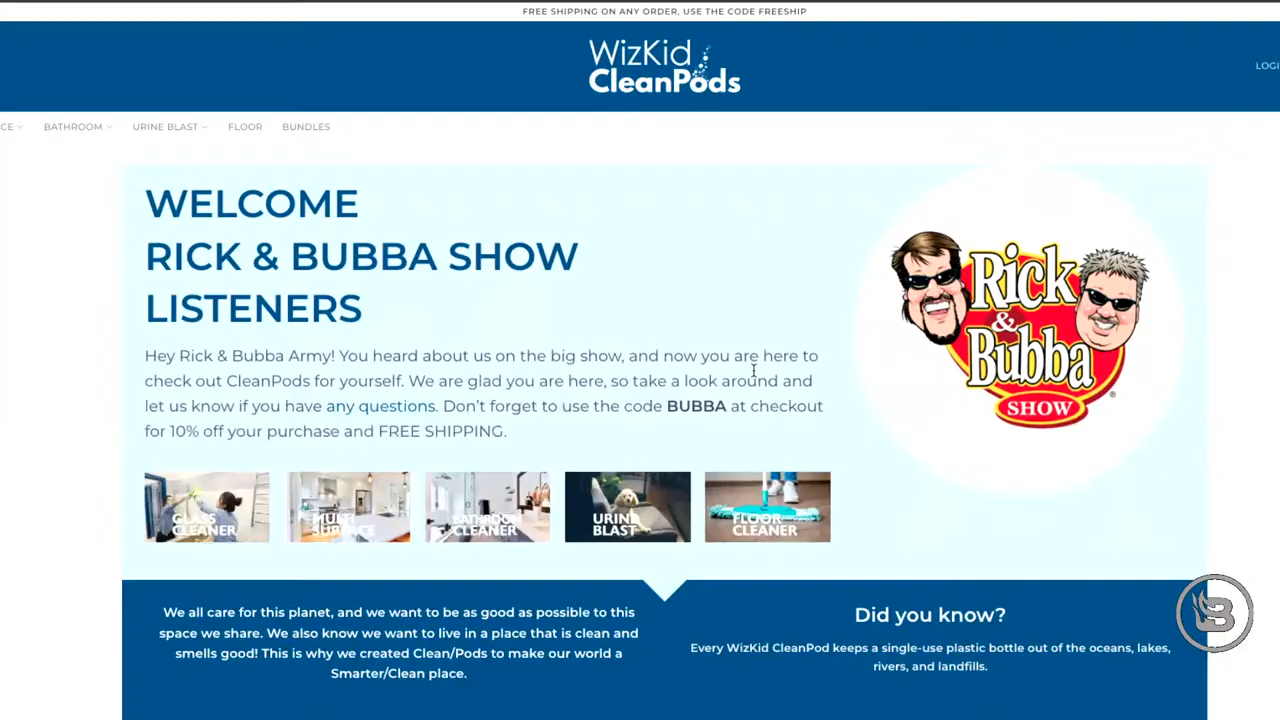 FREE SHIPPING ON ANY ORDER, USE THE CODE FREESHIP
WizKid
CleanPods
LOGI
CE
BATHROOM
URINE BLAST
FLOOR
BUNDLES
WELCOME
RICK & BUBBA SHOW
LISTENERS
Hey Rick & Bubba Army! You heard about us on the big show, and now you are here to
check out CleanPods for yourself. We are glad you are here, so take a look around and
let us know if you have any questions. Don’t forget to use the code BUBBA at checkout
for 10% off your purchase and FREE SHIPPING.
Rick
&
Bubba
SHOW
GLASS
CLEANER
MULTI
SURFACE
BATHROOM
CLEANER
URINE
BLAST
FLOOR
CLEANER
We all care for this planet, and we want to be as good as possible to this
space we share. We also know we want to live in a place that is clean and
smells good! This is why we created Clean/Pods to make our world a
Smarter/Clean place.
Did you know?
Every WizKid CleanPod keeps a single-use plastic bottle out of the oceans, lakes,
rivers, and landfills.
B